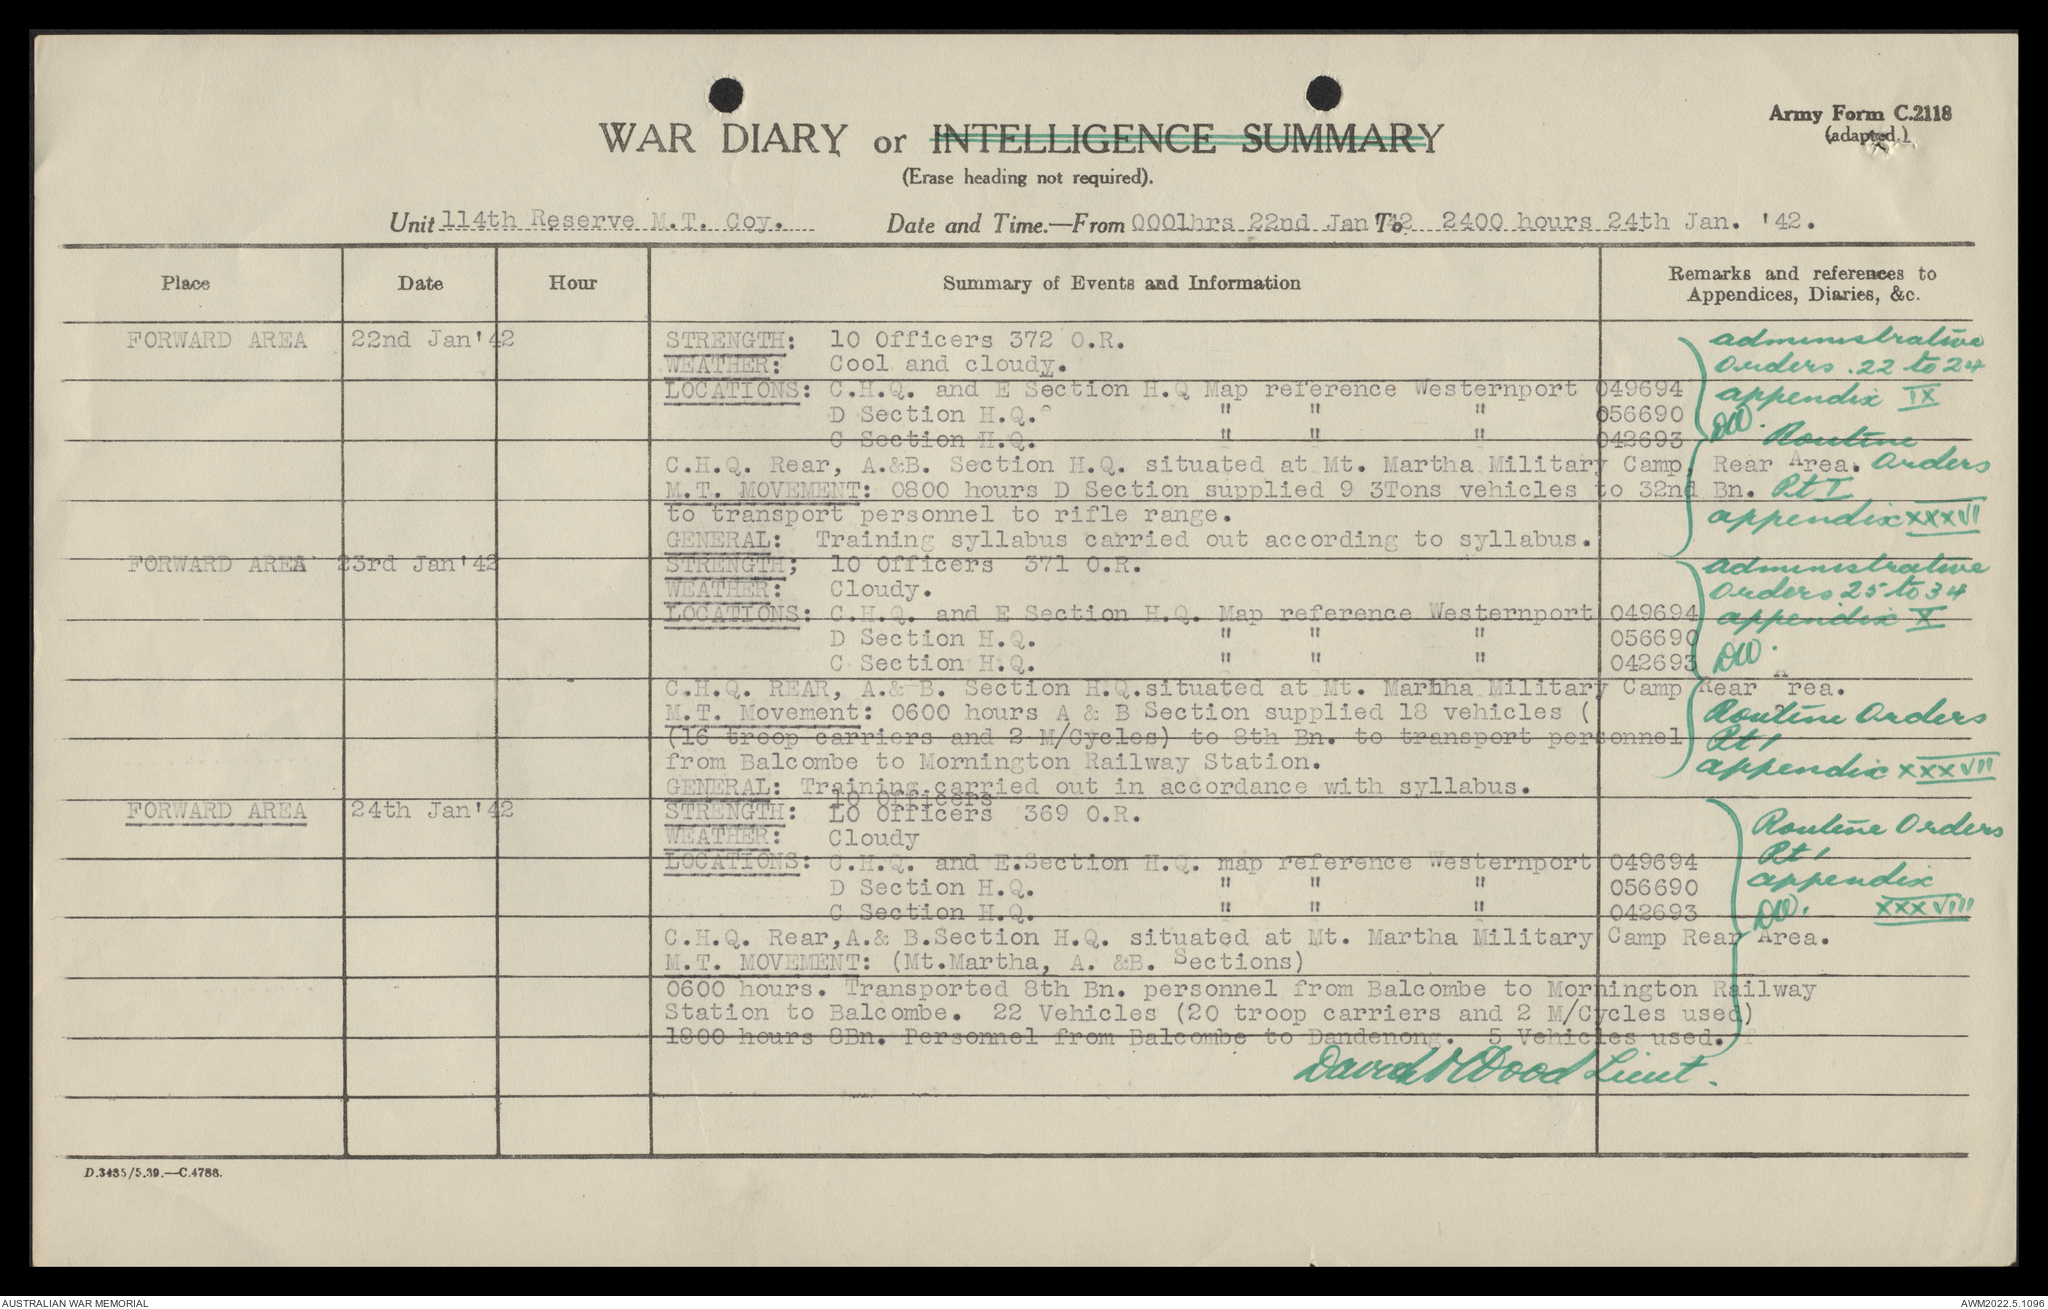 Army Form C.2118
(adapted.)
WAR DIARY or INTELLIGENCE SUMMARY
(Erase heading not required).
Unit 114th Reserve M.T. Coy. Date and Time.—From 0001hrs 22nd Jan '42 To 2400 hours 24th Jan. '42.
Place Date Hour Summary of Events and Information Remarks and references to
Appendices, Diaries, &c.
FORWARD AREA 22nd Jan'42 STRENGTH: 10 Officers 372 O.R. administrative
WEATHER: Cool and cloudy. Orders .22 to 24
LOCATIONS: C.H.Q. and E Section H.Q Map reference Westernport 049694 appendix IX
D Section H.Q. " " " 056690 DW.
C Section H.Q. " " " 042693 Routine
C.H.Q. Rear, A.&B. Section H.Q. situated at Mt. Martha Military Camp, Rear Area. Orders
M.T. MOVEMENT: 0800 hours D Section supplied 9 3Tons vehicles to 32nd Bn. Pt I
to transport personnel to rifle range. appendix XXXVI
GENERAL: Training syllabus carried out according to syllabus.
FORWARD AREA 23rd Jan'42 STRENGTH; 10 Officers 371 O.R. administrative
WEATHER: Cloudy. Orders 25 to 34
LOCATIONS: C.H.Q. and E Section H.Q. Map reference Westernport 049694 appendix X
D Section H.Q. " " " 056690
C Section H.Q. " " " 042693 DW.
C.H.Q. REAR, A.& B. Section H.Q.situated at Mt. Martha Military Camp Rear Area.
M.T. Movement: 0600 hours A & B Section supplied 18 vehicles ( Routine Orders
(16 troop carriers and 2 M/Cycles) to 8th Bn. to transport personnel Pt 1
from Balcombe to Mornington Railway Station. appendix XXXVII
GENERAL: Training carried out in accordance with syllabus.
10 Officers
FORWARD AREA 24th Jan'42 STRENGTH: 10 Officers 369 O.R. Routine Orders
WEATHER: Cloudy Pt 1
LOCATIONS: C.H.Q. and E.Section H.Q. map reference Westernport 049694
D Section H.Q. " " " 056690 appendix
C Section H.Q. " " " 042693 DW. XXXVIII
C.H.Q. Rear,A.& B.Section H.Q. situated at Mt. Martha Military Camp Rear Area.
M.T. MOVEMENT: (Mt.Martha, A. &B. Sections)
0600 hours. Transported 8th Bn. personnel from Balcombe to Mornington Railway
Station to Balcombe. 22 Vehicles (20 troop carriers and 2 M/Cycles used)
1800 hours 8Bn. Personnel from Balcombe to Dandenong. 5 Vehicles used.
David Wood Lieut.
D.3485/5.39.—C.4786.
AUSTRALIAN WAR MEMORIAL AWM2022.5.1096